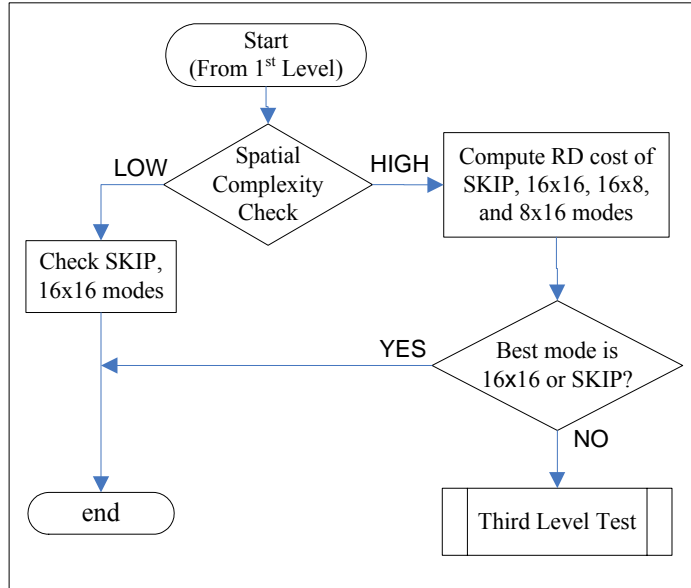 Start
(From 1st Level)
LOW
Spatial
Complexity
Check
HIGH
Compute RD cost of
SKIP, 16x16, 16x8,
and 8x16 modes
Check SKIP,
16x16 modes
YES
Best mode is
16x16 or SKIP?
NO
end
Third Level Test